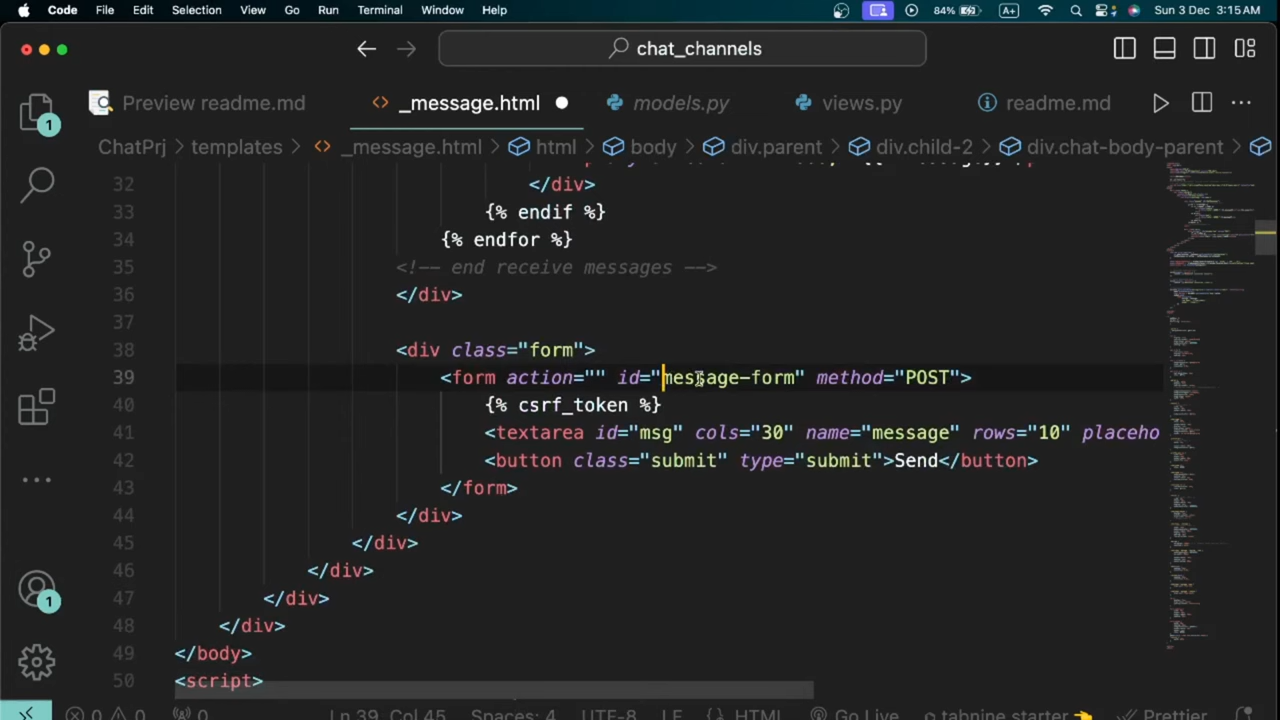 Code File Edit Selection View Go Run Terminal Window Help 84% A+ Sun 3 Dec 3:15 AM
chat_channels
Preview readme.md _message.html models.py views.py readme.md
ChatPrj > templates > _message.html > html > body > div.parent > div.child-2 > div.chat-body-parent >
32 </div>
33 {% endif %}
34 {% endfor %}
35 <!-- end receive messages -->
36 </div>
37
38 <div class="form">
39 <form action="" id="message-form" method="POST">
40 {% csrf_token %}
41 <textarea id="msg" cols="30" name="message" rows="10" placeho
42 <button class="submit" type="submit">Send</button>
43 </form>
44 </div>
45 </div>
46 </div>
47 </div>
48 </div>
49 </body>
50 <script>
1
1
0 0 0 Ln 39, Col 45 Spaces: 4 UTF-8 LF {} HTML Go Live tabnine starter Prettier